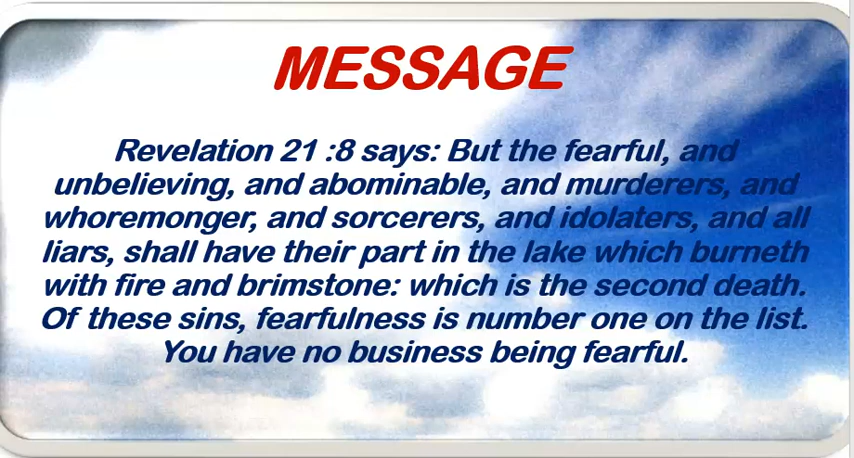 MESSAGE
Revelation 21 :8 says: But the fearful, and
unbelieving, and abominable, and murderers, and
whoremonger, and sorcerers, and idolaters, and all
liars, shall have their part in the lake which burneth
with fire and brimstone: which is the second death.
Of these sins, fearfulness is number one on the list.
You have no business being fearful.